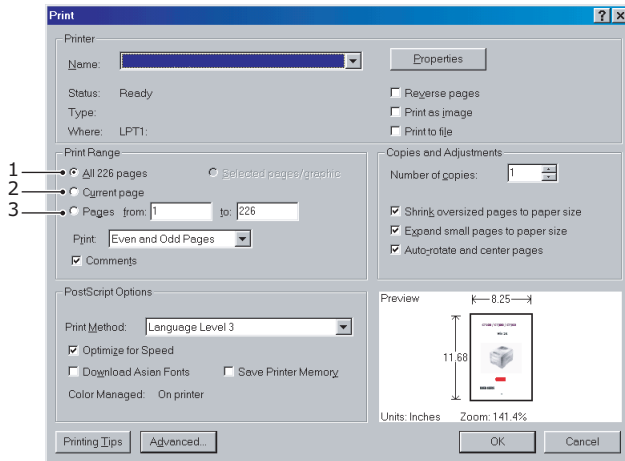 Print
Printer
Name:
Properties
Status: Ready
Reverse pages
Type:
Print as image
Where: LPT1:
Print to file
Print Range
Copies and Adjustments
1 All 226 pages Selected pages/graphic
Number of copies: 1
2 Current page
3 Pages from: 1 to: 226
Shrink oversized pages to paper size
Print: Even and Odd Pages
Expand small pages to paper size
Comments
Auto-rotate and center pages
PostScript Options
Preview
8.25
Print Method: Language Level 3
11.68
Optimize for Speed
Download Asian Fonts Save Printer Memory
Color Managed: On printer
Units: Inches Zoom: 141.4%
Printing Tips Advanced... OK Cancel